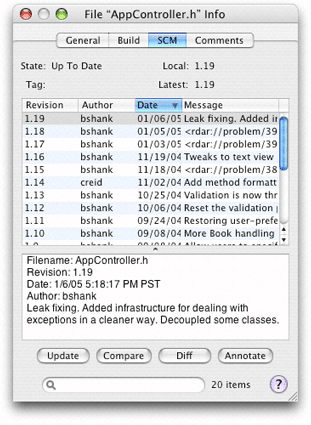 File “AppController.h” Info
General Build SCM Comments
State: Up To Date Local: 1.19
Tag: Latest: 1.19
Revision Author Date Message
1.19 bshank 01/06/05 Leak fixing. Added in
1.18 bshank 01/05/05 <rdar://problem/39
1.17 bshank 01/03/05 <rdar://problem/39
1.16 bshank 11/19/04 Tweaks to text view
1.15 bshank 11/18/04 <rdar://problem/38
1.14 creid 11/02/04 Add method formatt
1.13 bshank 10/25/04 Validation is now thr
1.12 bshank 10/06/04 Reset the validation
1.11 bshank 09/24/04 Restoring user-prefe
1.10 bshank 09/08/04 More Book handling
Filename: AppController.h
Revision: 1.19
Date: 1/6/05 5:18:17 PM PST
Author: bshank
Leak fixing. Added infrastructure for dealing with
exceptions in a cleaner way. Decoupled some classes.
Update Compare Diff Annotate
20 items ?